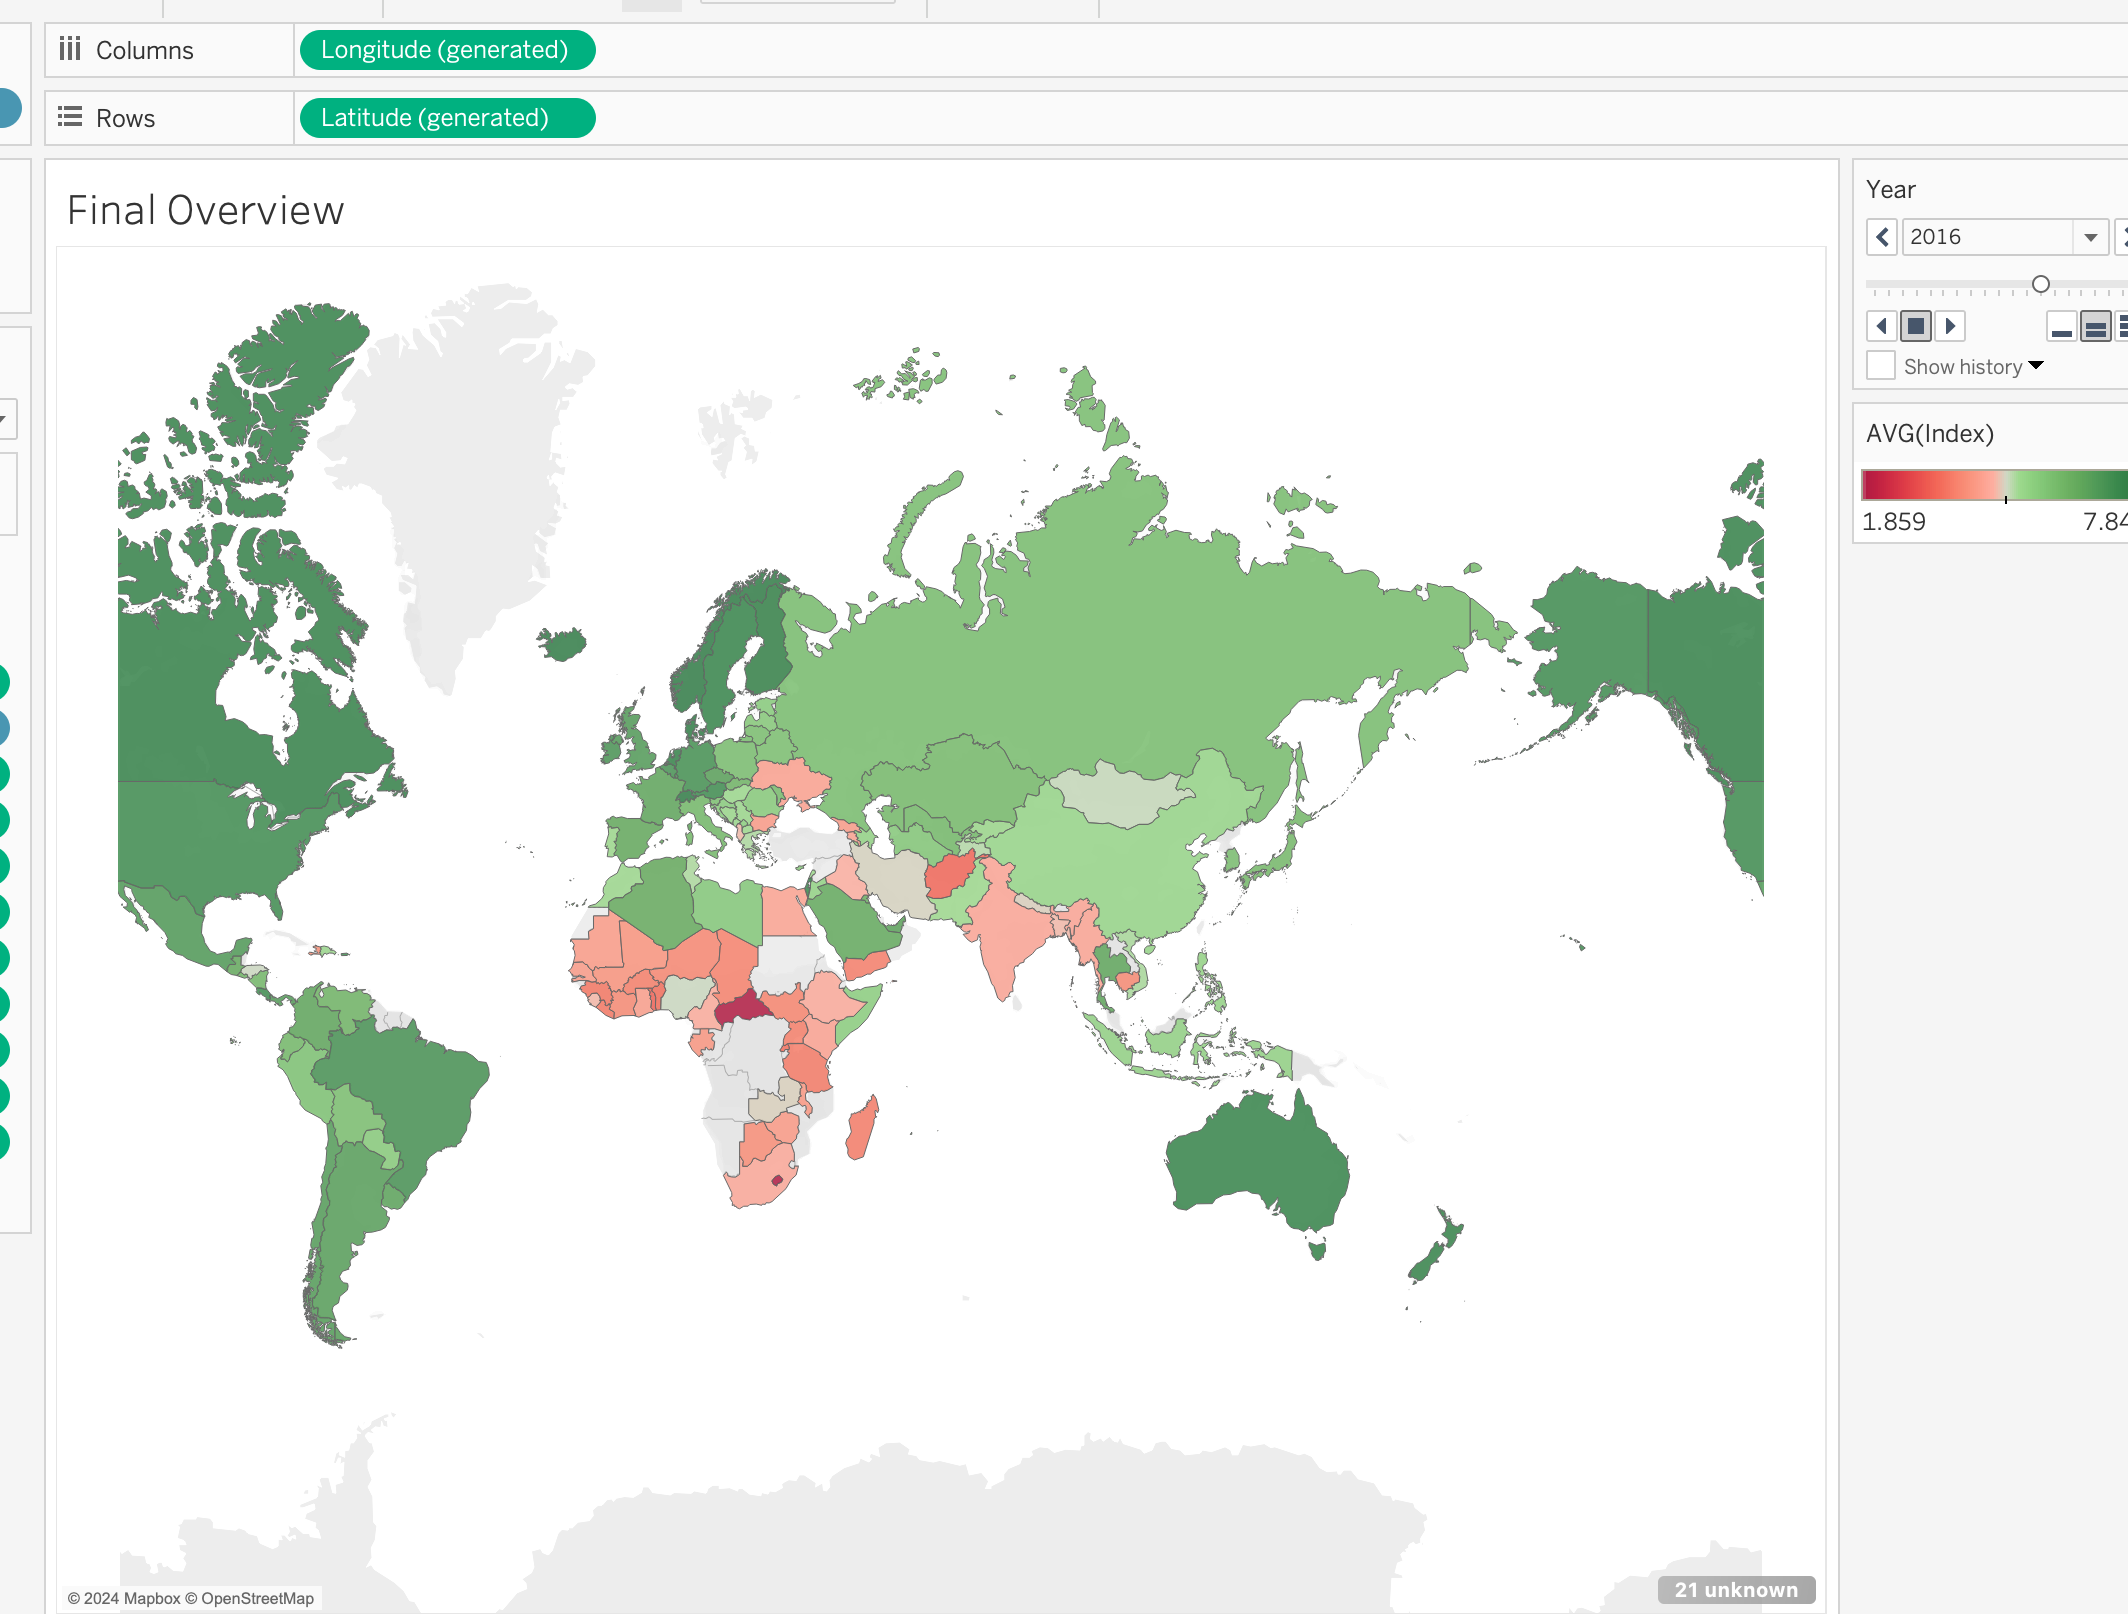 Columns
Longitude (generated)
Rows
Latitude (generated)
Final Overview
Year
2016
Show history
AVG(Index)
1.859
7.84
© 2024 Mapbox © OpenStreetMap
21 unknown